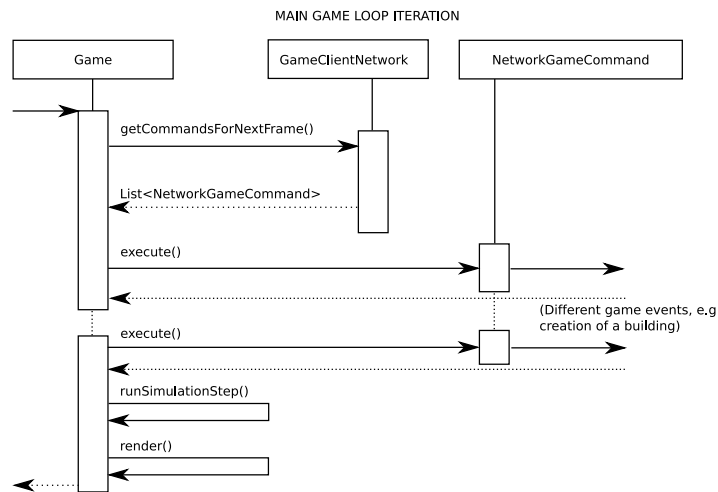 MAIN GAME LOOP ITERATION
Game
GameClientNetwork
NetworkGameCommand
getCommandsForNextFrame()
List<NetworkGameCommand>
execute()
(Different game events, e.g
creation of a building)
execute()
runSimulationStep()
render()